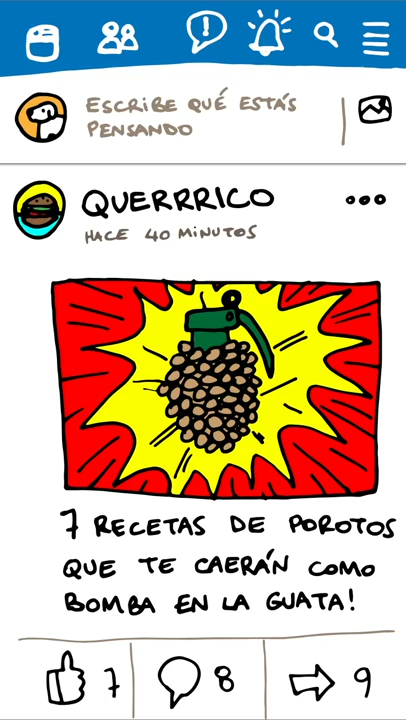 ESCRIBE QUÉ ESTÁS
PENSANDO
QUERRRICO
HACE 40 MINUTOS
7 RECETAS DE POROTOS
QUE TE CAERÁN COMO
BOMBA EN LA GUATA!
7 8 9